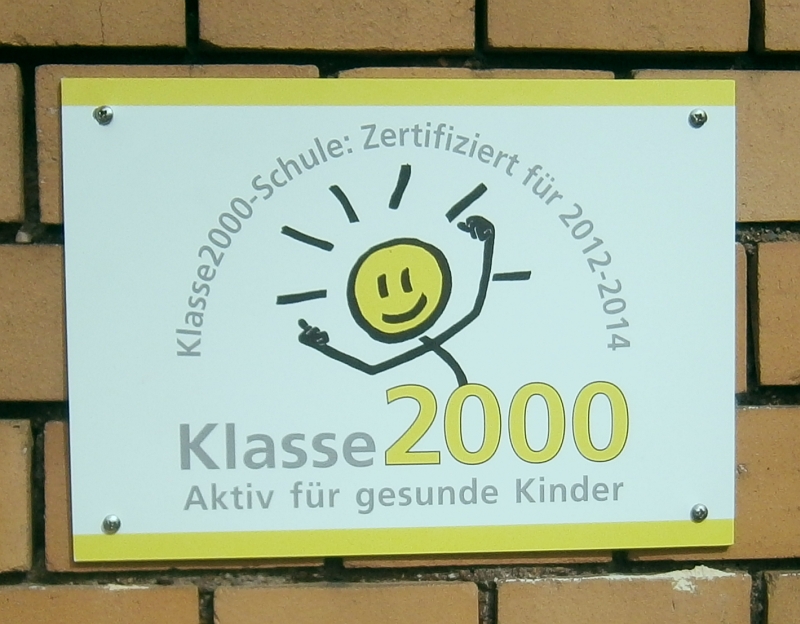 Klasse2000-Schule: Zertifiziert für 2012-2014
Klasse2000
Aktiv für gesunde Kinder